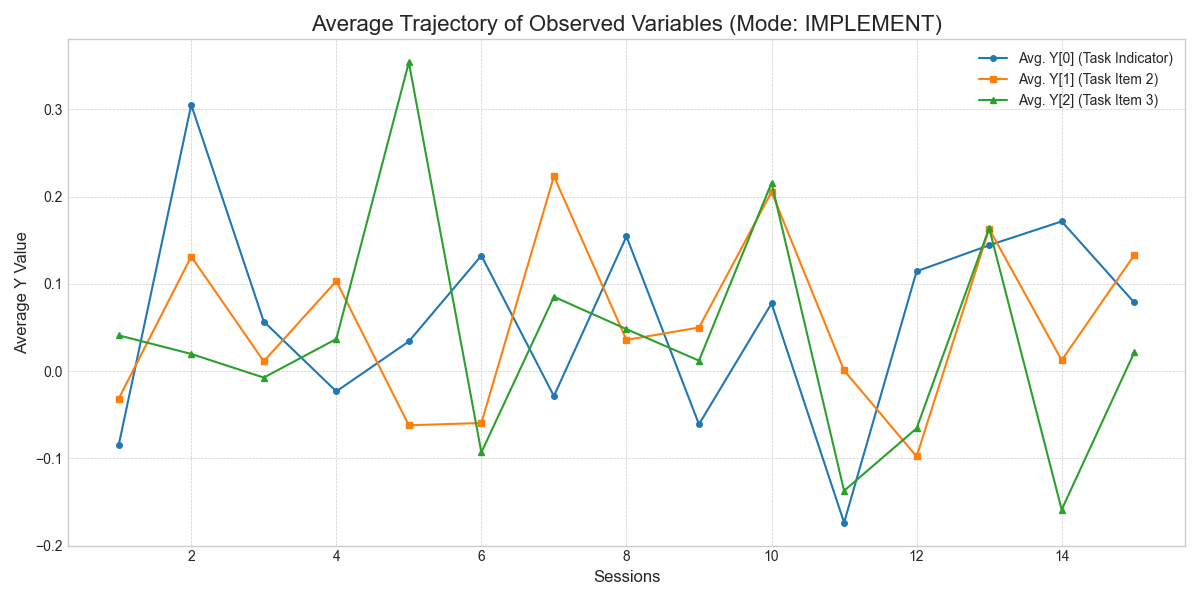 Average Trajectory of Observed Variables (Mode: IMPLEMENT)
Avg. Y[0] (Task Indicator)
Avg. Y[1] (Task Item 2)
Avg. Y[2] (Task Item 3)
Average Y Value
0.3
0.2
0.1
0.0
−0.1
−0.2
2 4 6 8 10 12 14
Sessions